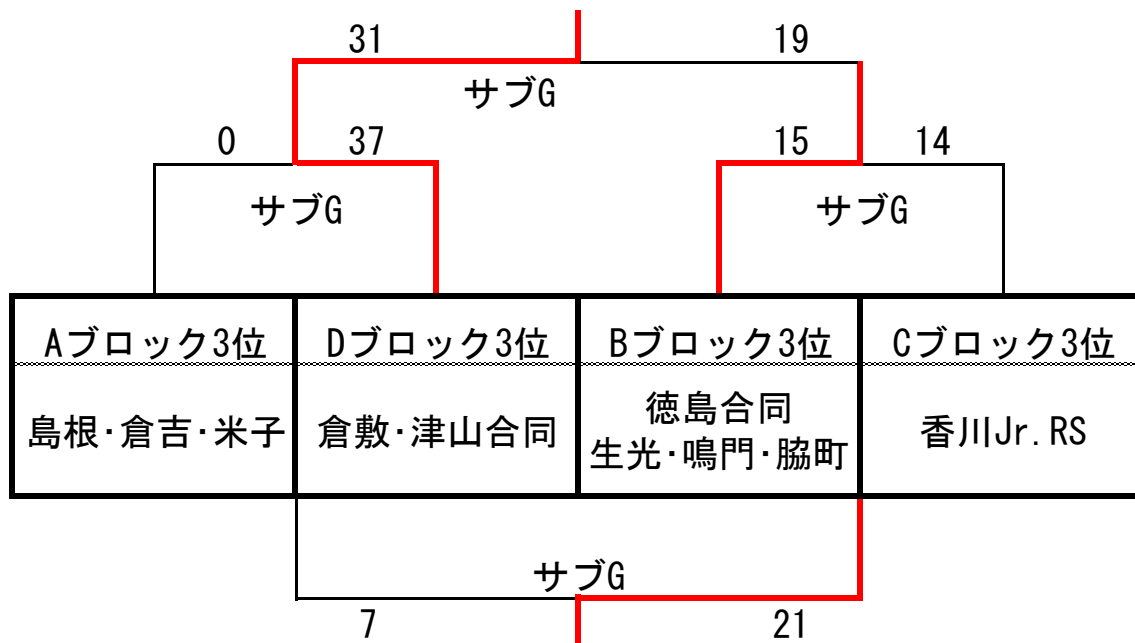 31 19
サブG
0 37 15 14
サブG サブG
Aブロック3位 Dブロック3位 Bブロック3位 Cブロック3位
島根・倉吉・米子 倉敷・津山合同 徳島合同 香川Jr.RS
生光・鳴門・脇町
サブG
7 21